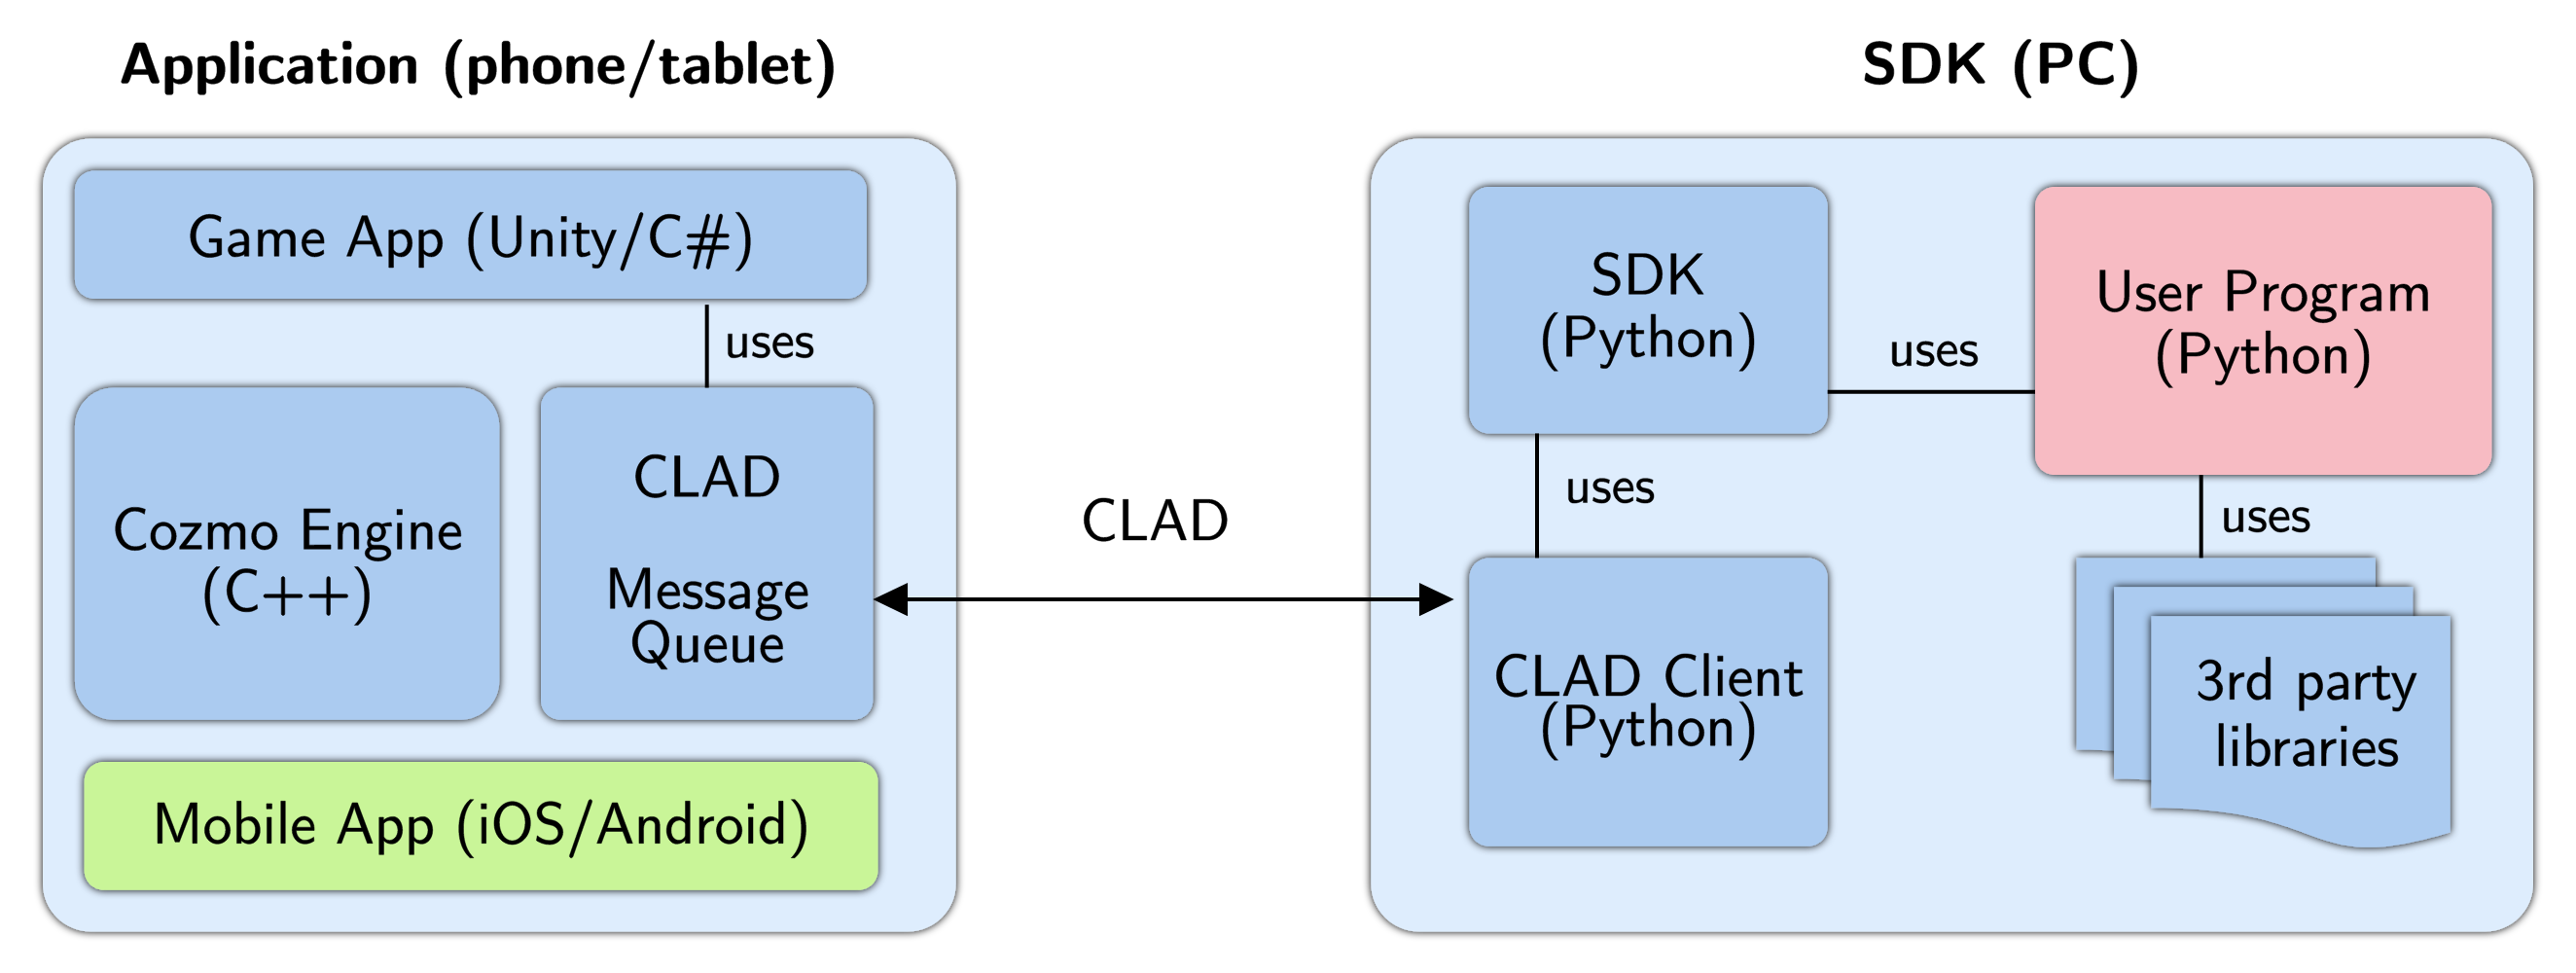 Application (phone/tablet)
Game App (Unity/C#)
uses
Cozmo Engine
(C++)
CLAD
Message
Queue
Mobile App (iOS/Android)
CLAD
SDK (PC)
SDK
(Python)
uses
User Program
(Python)
uses
uses
CLAD Client
(Python)
3rd party
libraries